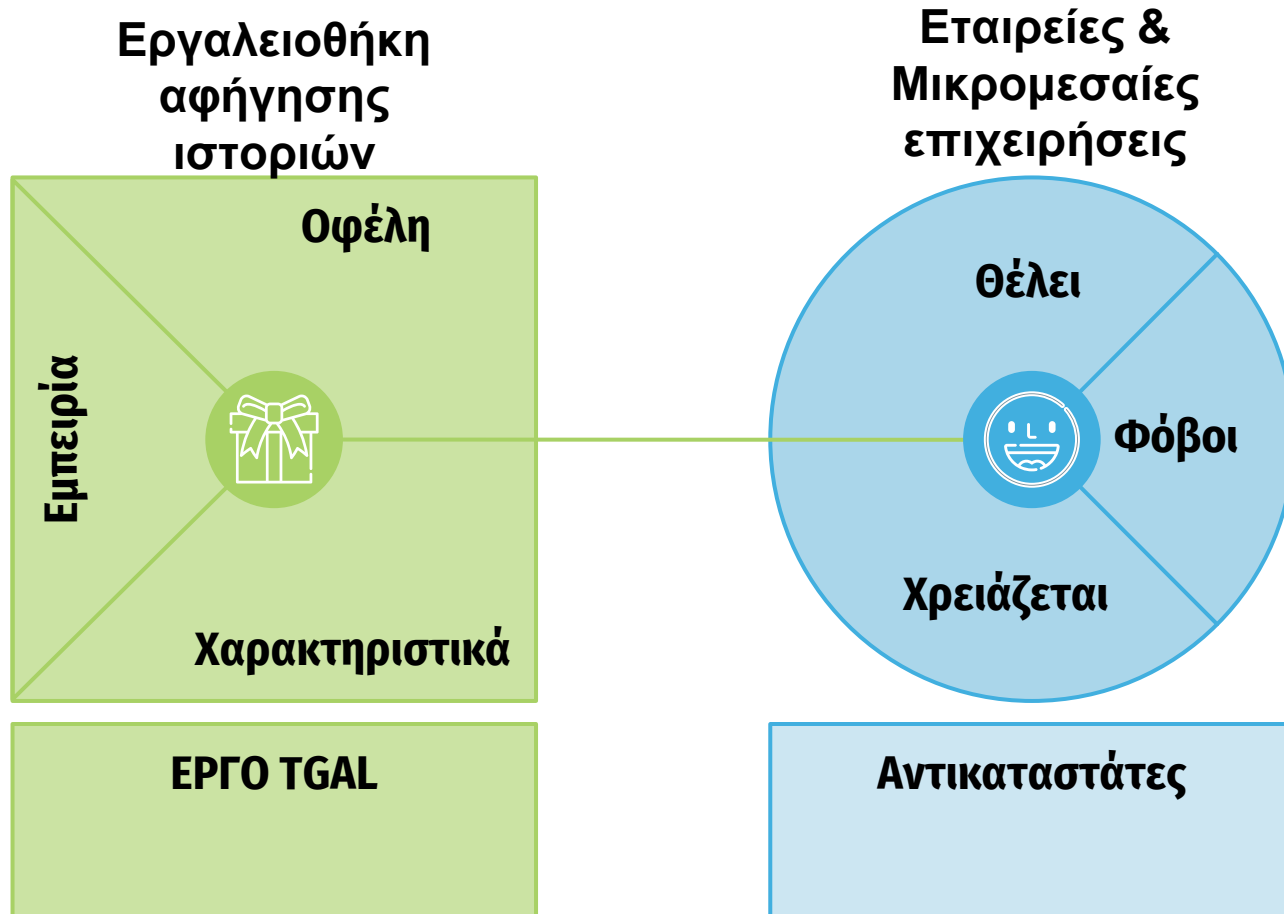 Εργαλειοθήκη
αφήγησης
ιστοριών
Οφέλη
Εμπειρία
Χαρακτηριστικά
ΕΡΓΟ TGAL
Εταιρείες &
Μικρομεσαίες
επιχειρήσεις
Θέλει
Φόβοι
Χρειάζεται
Αντικαταστάτες